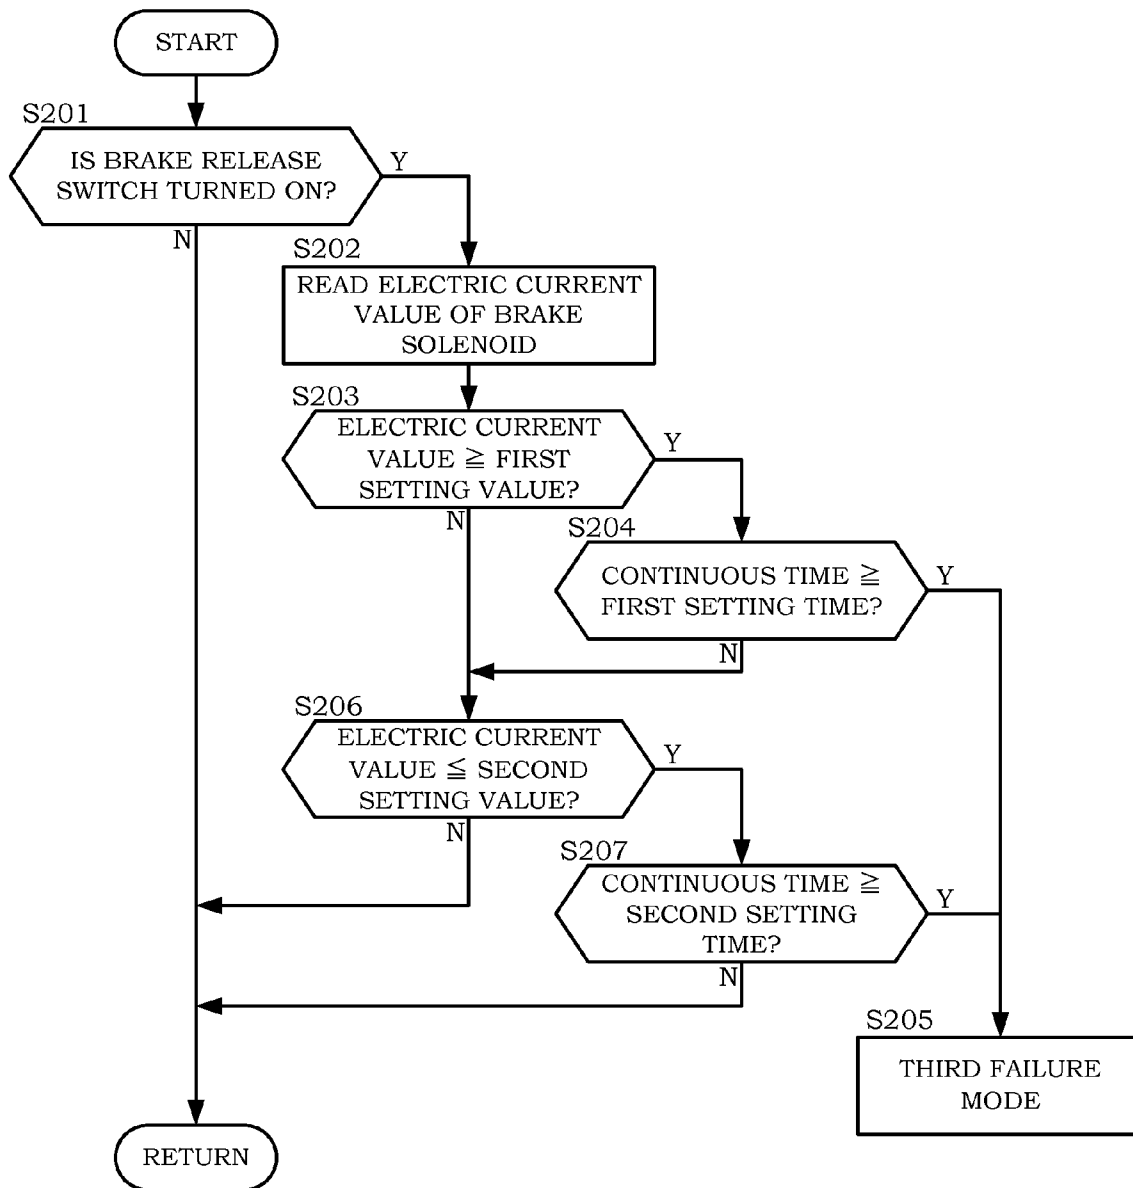 START
S201
IS BRAKE RELEASE
SWITCH TURNED ON?
Y
N
S202
READ ELECTRIC CURRENT
VALUE OF BRAKE
SOLENOID
S203
ELECTRIC CURRENT
VALUE ≧ FIRST
SETTING VALUE?
Y
N
S204
CONTINUOUS TIME ≧
FIRST SETTING TIME?
Y
N
S206
ELECTRIC CURRENT
VALUE ≦ SECOND
SETTING VALUE?
Y
N
S207
CONTINUOUS TIME ≧
SECOND SETTING
TIME?
Y
N
S205
THIRD FAILURE
MODE
RETURN